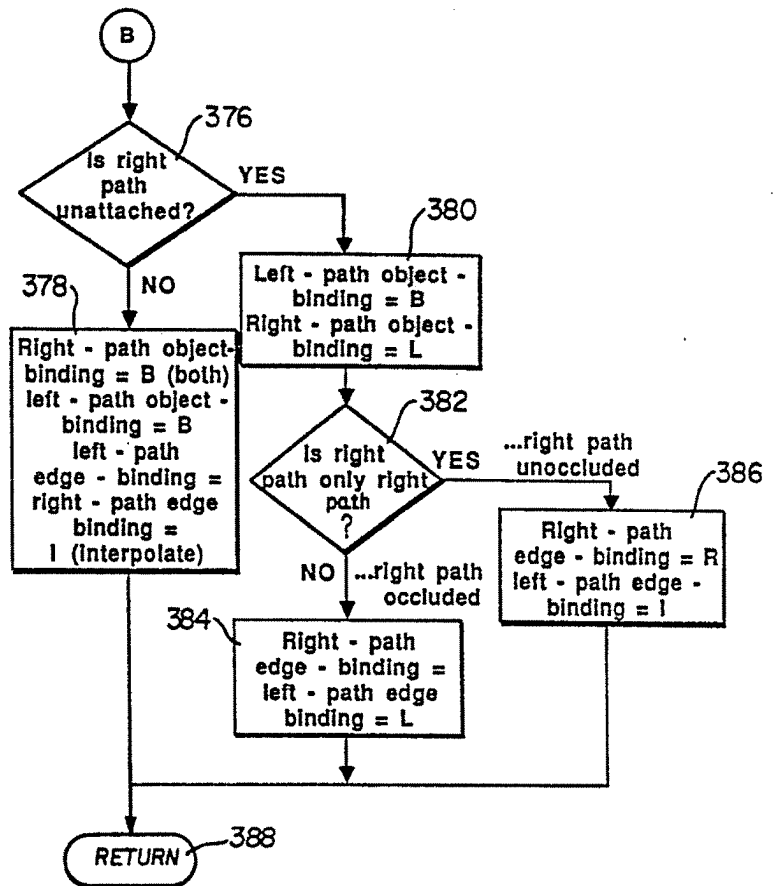 B
376
Is right
path
unattached?
YES
NO
380
Left - path object -
binding = B
Right - path object -
binding = L
378
Right - path object-
binding = B (both)
left - path object -
binding = B
left - path
edge - binding =
right - path edge
binding =
I (interpolate)
382
Is right
path only right
path
?
YES
...right path
unoccluded
386
Right - path
edge - binding = R
left - path edge -
binding = I
NO
...right path
occluded
384
Right - path
edge - binding =
left - path edge
binding = L
RETURN
388